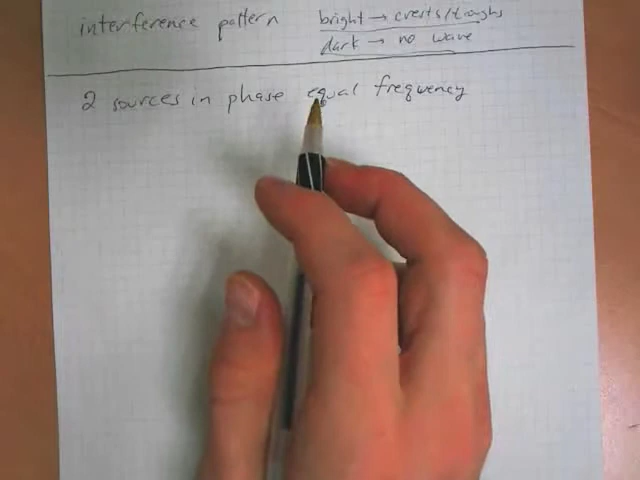 interference pattern
bright → crests/troughs
dark → no wave
2 sources in phase equal frequency